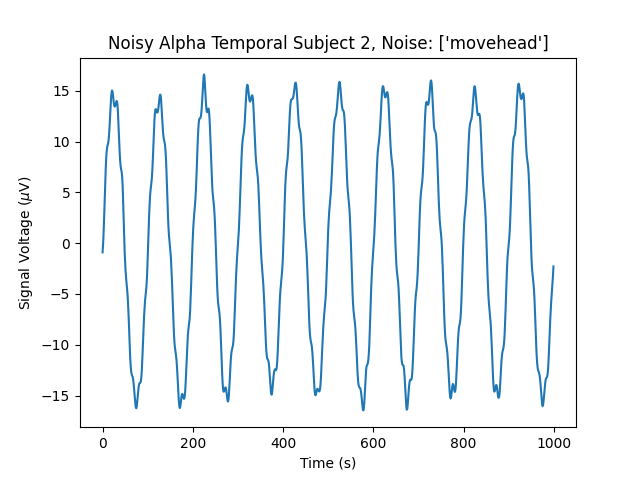 Noisy Alpha Temporal Subject 2, Noise: ['movehead']
15
10
5
0
−5
−10
−15
Signal Voltage (μV)
0 200 400 600 800 1000
Time (s)